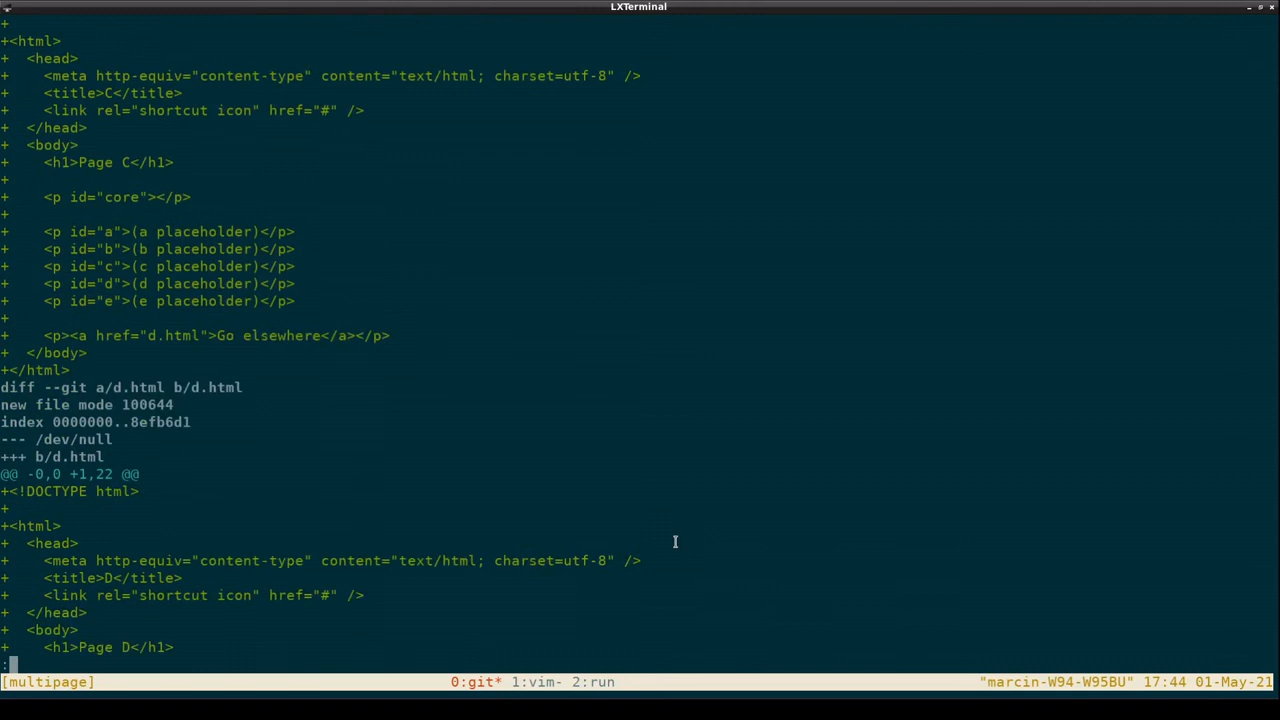 LXTerminal
+
+<html>
+  <head>
+    <meta http-equiv="content-type" content="text/html; charset=utf-8" />
+    <title>C</title>
+    <link rel="shortcut icon" href="#" />
+  </head>
+  <body>
+    <h1>Page C</h1>
+
+    <p id="core"></p>
+
+    <p id="a">(a placeholder)</p>
+    <p id="b">(b placeholder)</p>
+    <p id="c">(c placeholder)</p>
+    <p id="d">(d placeholder)</p>
+    <p id="e">(e placeholder)</p>
+
+    <p><a href="d.html">Go elsewhere</a></p>
+  </body>
+</html>
diff --git a/d.html b/d.html
new file mode 100644
index 0000000..8efb6d1
--- /dev/null
+++ b/d.html
@@ -0,0 +1,22 @@
+<!DOCTYPE html>
+
+<html>
+  <head>
+    <meta http-equiv="content-type" content="text/html; charset=utf-8" />
+    <title>D</title>
+    <link rel="shortcut icon" href="#" />
+  </head>
+  <body>
+    <h1>Page D</h1>
:
[multipage] 0:git* 1:vim- 2:run "marcin-W94-W95BU" 17:44 01-May-21